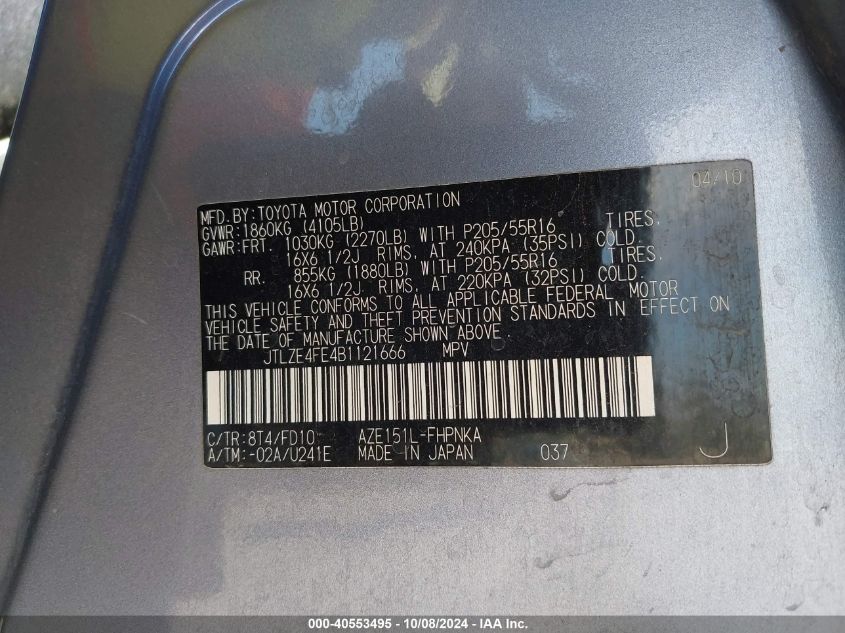 04/10
MFD. BY: TOYOTA MOTOR CORPORATION
GVWR: 1860KG (4105LB)
GAWR: FRT. 1030KG (2270LB) WITH P205/55R16 TIRES,
16X6 1/2J RIMS, AT 240KPA (35PSI) COLD.
RR. 855KG (1880LB) WITH P205/55R16 TIRES,
16X6 1/2J RIMS, AT 220KPA (32PSI) COLD.
THIS VEHICLE CONFORMS TO ALL APPLICABLE FEDERAL MOTOR
VEHICLE SAFETY AND THEFT PREVENTION STANDARDS IN EFFECT ON
THE DATE OF MANUFACTURE SHOWN ABOVE.
JTLZE4FE4B1121666 MPV
C/TR: 8T4/FD10 AZE151L-FHPNKA
A/TM: -02A/U241E MADE IN JAPAN 037 J
000-40553495 - 10/08/2024 - IAA Inc.